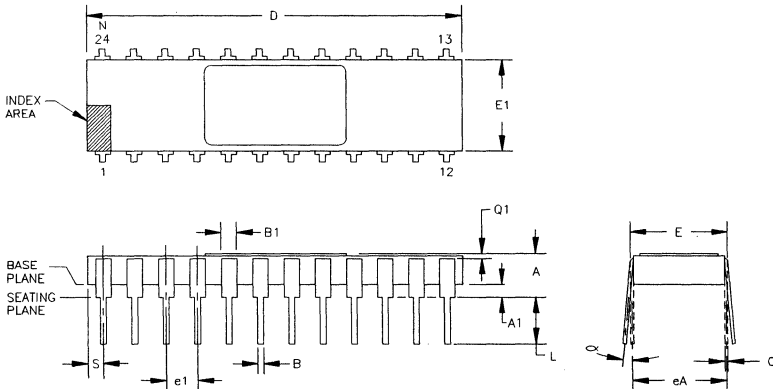 D
N
24
13
INDEX
AREA
E1
1
12
Q1
B1
E
A
BASE
PLANE
SEATING
PLANE
A1
S
e1
B
L
α
C
eA